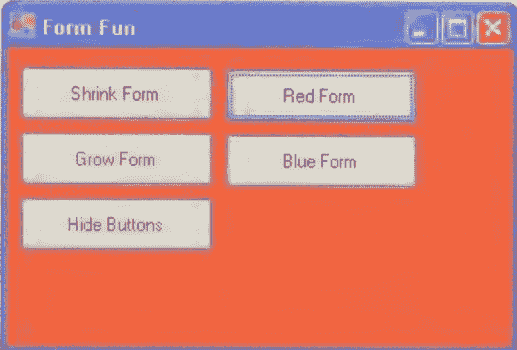 Form Fun
Shrink Form
Red Form
Grow Form
Blue Form
Hide Buttons